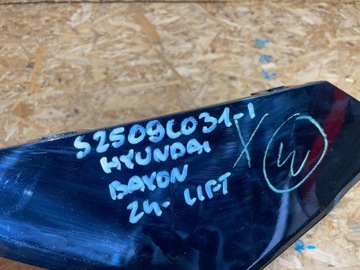 S2509C031-1
HYUNDAI X W
BAYON
24- LIFT